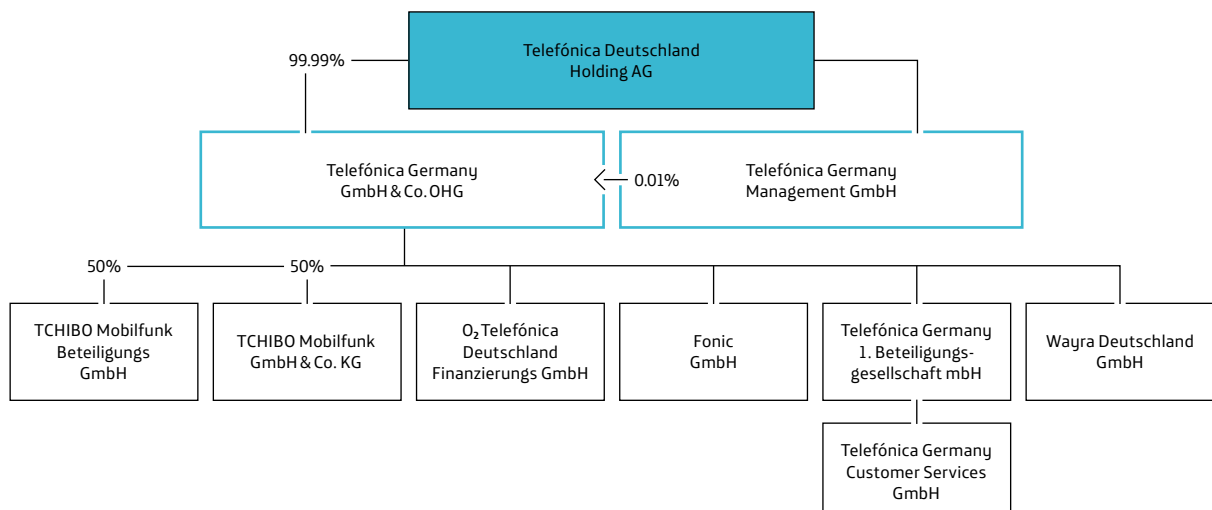 Telefónica Deutschland
Holding AG
99.99%
Telefónica Germany
GmbH & Co. OHG
0.01%
Telefónica Germany
Management GmbH
50%
50%
TCHIBO Mobilfunk
Beteiligungs
GmbH
TCHIBO Mobilfunk
GmbH & Co. KG
O₂ Telefónica
Deutschland
Finanzierungs GmbH
Fonic
GmbH
Telefónica Germany
1. Beteiligungs-
gesellschaft mbH
Wayra Deutschland
GmbH
Telefónica Germany
Customer Services
GmbH